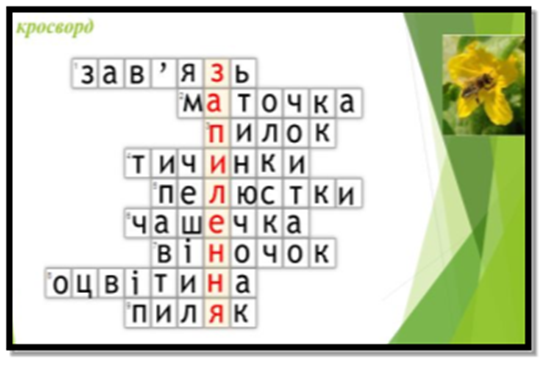 кросворд
зав’язь
маточка
пилок
тичинки
пелюстки
чашечка
віночок
оцвітина
пиляк